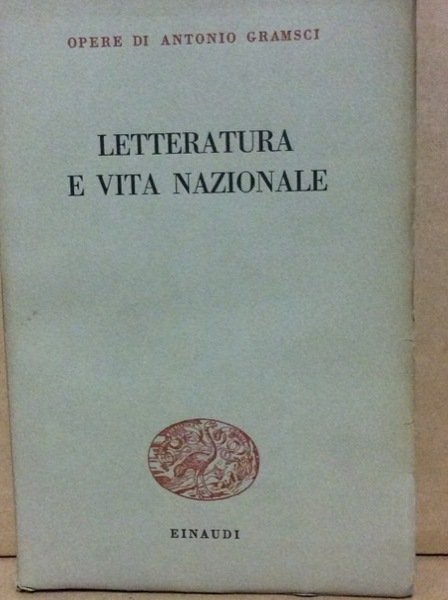 OPERE DI ANTONIO GRAMSCI
LETTERATURA
E VITA NAZIONALE
EINAUDI